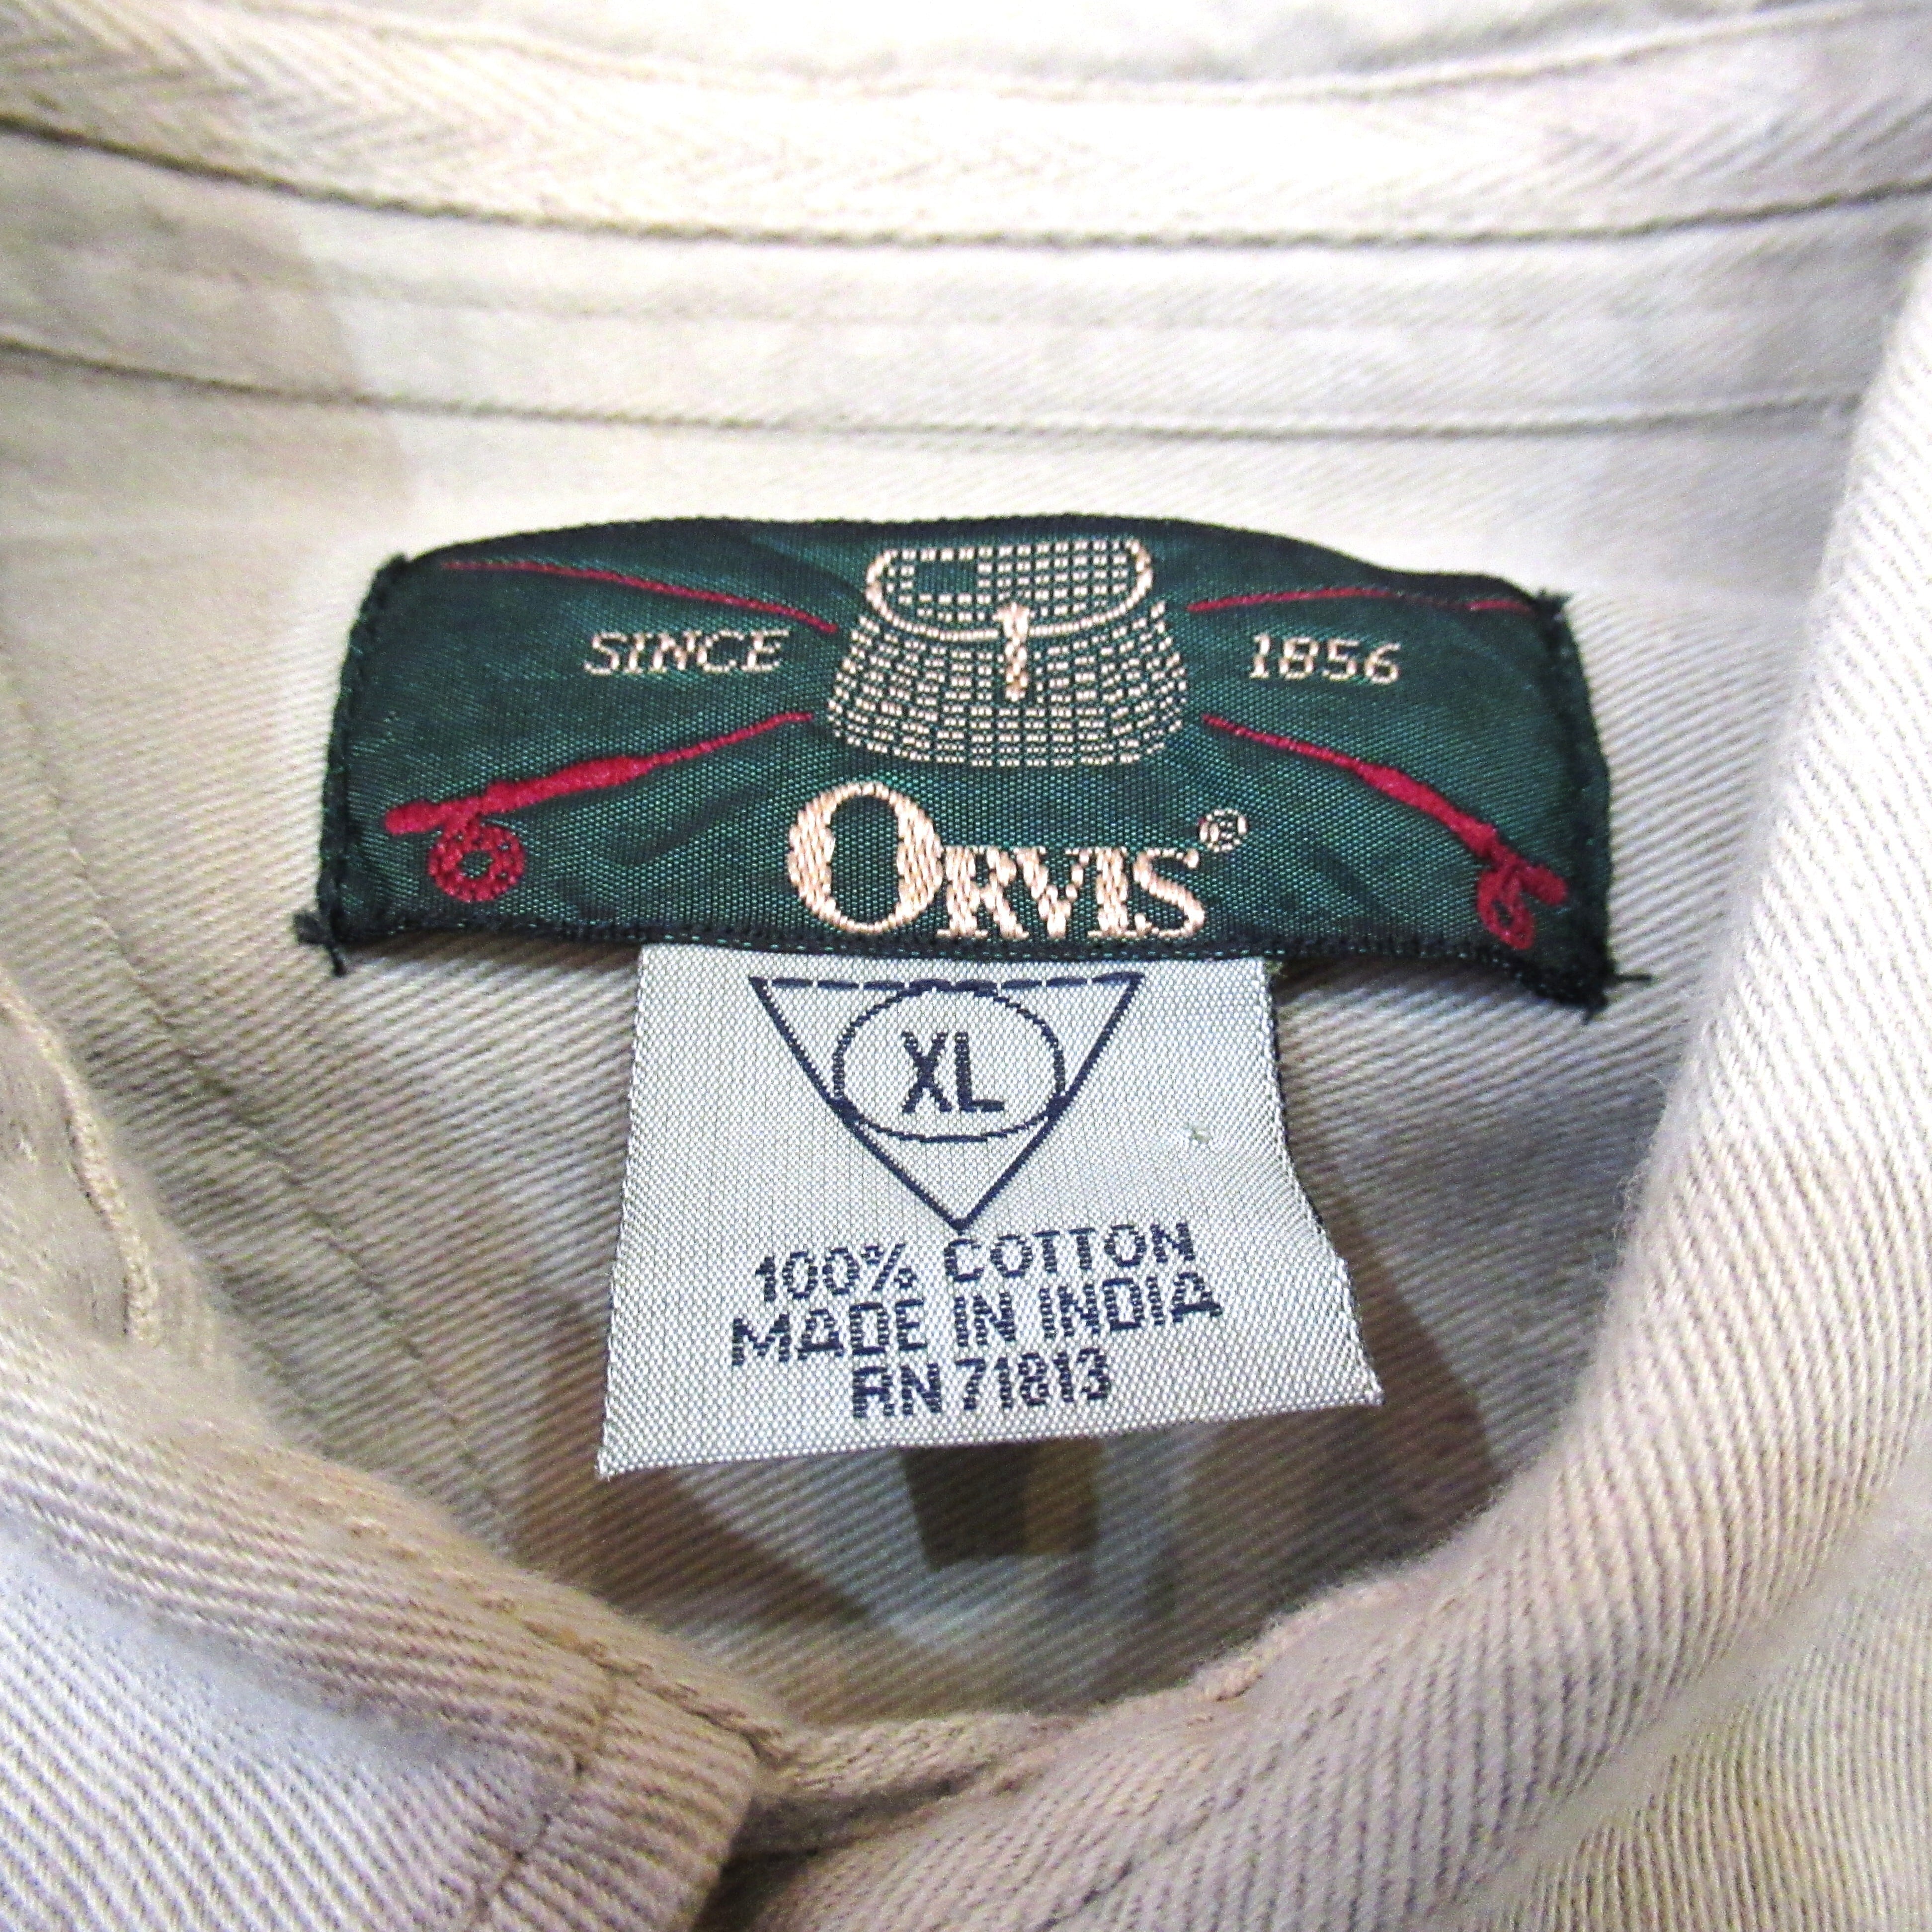 SINCE 1856
ORVIS®
XL
100% COTTON
MADE IN INDIA
RN 71813